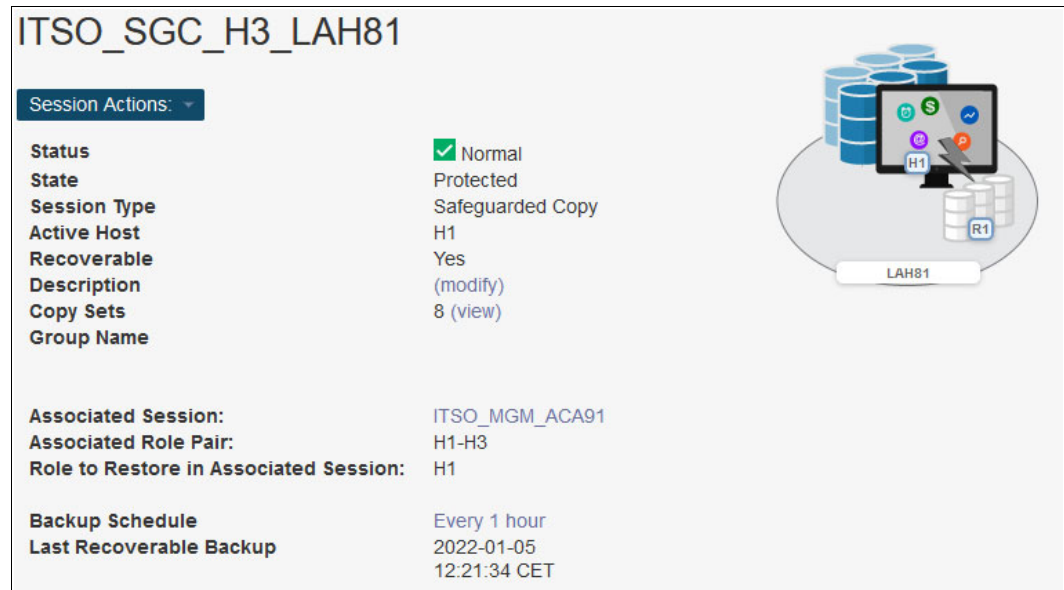 ITSO_SGC_H3_LAH81
Session Actions:
Status Normal
State Protected
Session Type Safeguarded Copy
Active Host H1
Recoverable Yes
Description (modify)
Copy Sets 8 (view)
Group Name
Associated Session: ITSO_MGM_ACA91
Associated Role Pair: H1-H3
Role to Restore in Associated Session: H1
Backup Schedule Every 1 hour
Last Recoverable Backup 2022-01-05
12:21:34 CET
$
@
H1
R1
LAH81